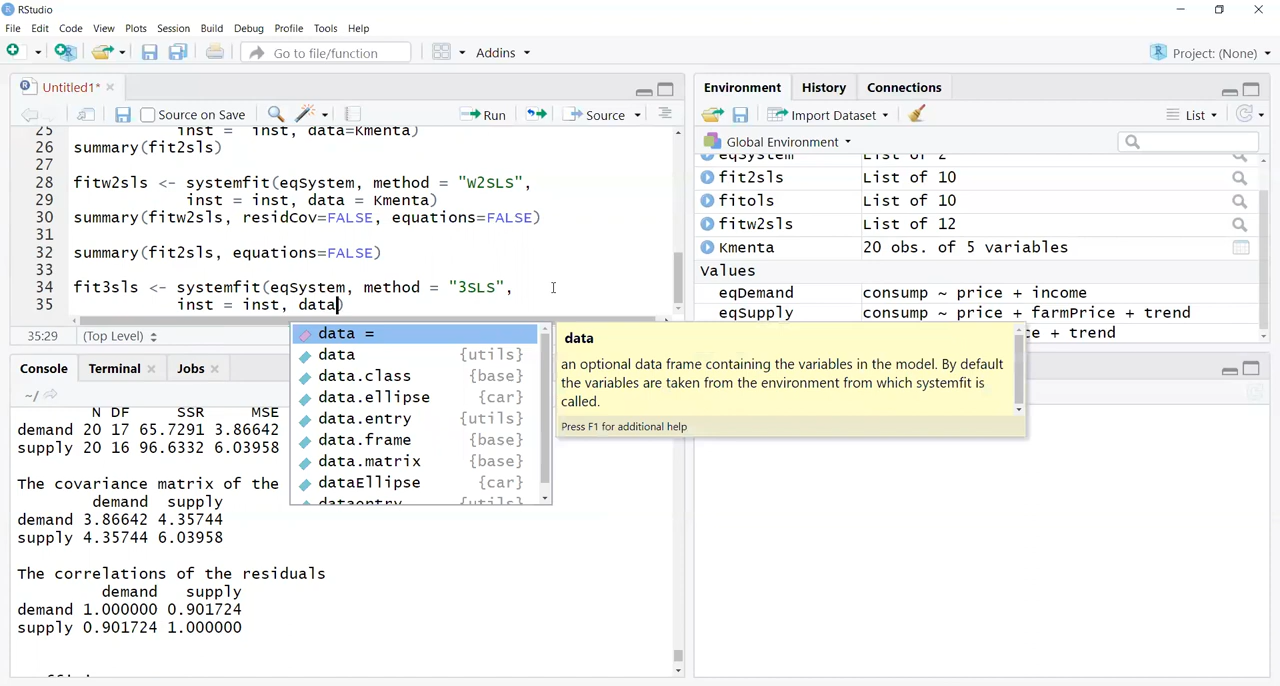 RStudio
File Edit Code View Plots Session Build Debug Profile Tools Help
Go to file/function Addins Project: (None)
Untitled1*
Source on Save Run Source
25 inst = inst, data=Kmenta)
26 summary(fit2sls)
27
28 fitw2sls <- systemfit(eqSystem, method = "W2SLS",
29 inst = inst, data = Kmenta)
30 summary(fitw2sls, residCov=FALSE, equations=FALSE)
31
32 summary(fit2sls, equations=FALSE)
33
34 fit3sls <- systemfit(eqSystem, method = "3SLS",
35 inst = inst, data)
35:29 (Top Level)
data =
data {utils}
data.class {base}
data.ellipse {car}
data.entry {utils}
data.frame {base}
data.matrix {base}
dataEllipse {car}
dataentry {utils}
data
an optional data frame containing the variables in the model. By default
the variables are taken from the environment from which systemfit is
called.
Press F1 for additional help
Console Terminal Jobs
~/
N DF SSR MSE
demand 20 17 65.7291 3.86642
supply 20 16 96.6332 6.03958
The covariance matrix of the
demand supply
demand 3.86642 4.35744
supply 4.35744 6.03958
The correlations of the residuals
demand supply
demand 1.000000 0.901724
supply 0.901724 1.000000
Environment History Connections
Import Dataset List
Global Environment
eqSystem List of 2
fit2sls List of 10
fitols List of 10
fitw2sls List of 12
Kmenta 20 obs. of 5 variables
Values
eqDemand consump ~ price + income
eqSupply consump ~ price + farmPrice + trend
ce + trend